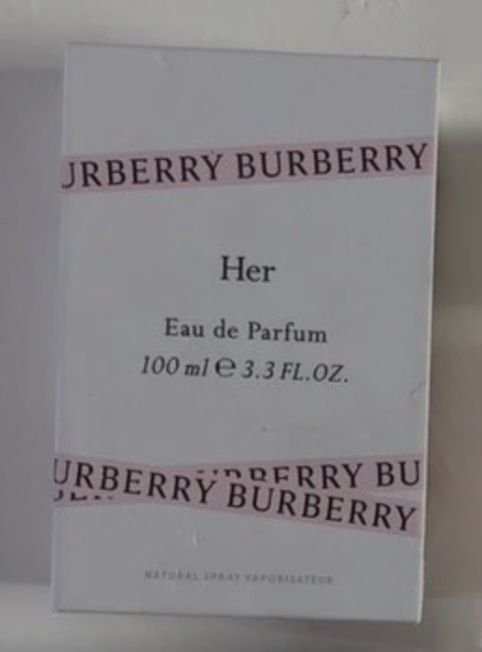 URBERRY BURBERRY
Her
Eau de Parfum
100 ml ℮ 3.3 FL.OZ.
URBERRY BU
URBERRY BURBERRY
NATURAL SPRAY VAPORISATEUR